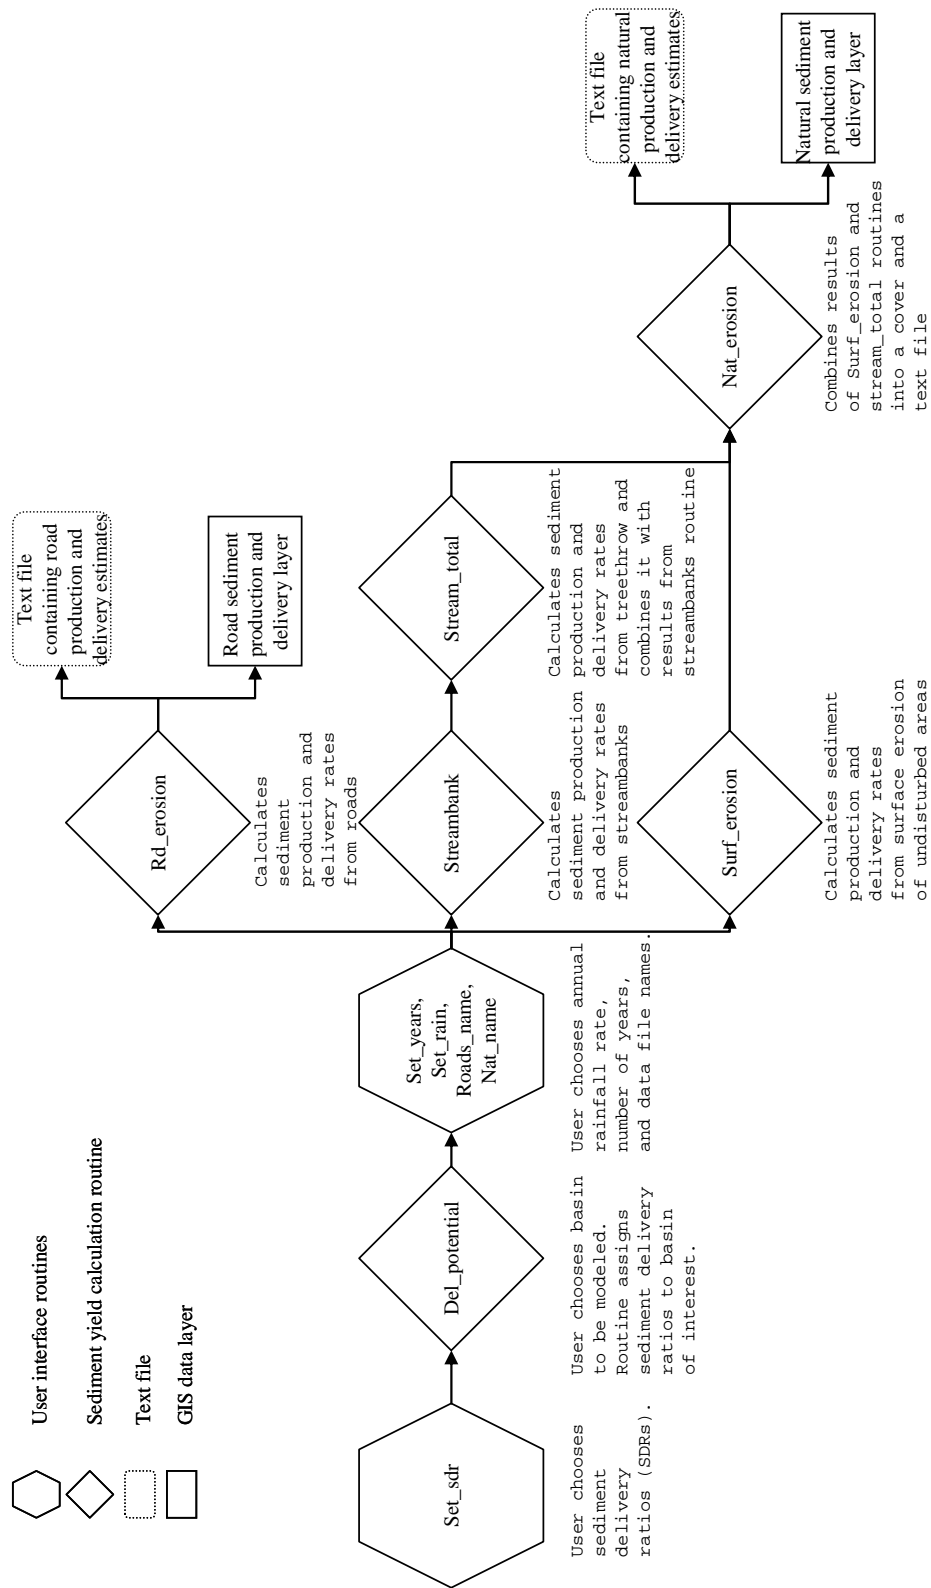 User interface routines
Sediment yield calculation routine
Text file
GIS data layer
Set_sdr
User chooses
sediment
delivery
ratios (SDRs).
Del_potential
User chooses basin
to be modeled.
Routine assigns
sediment delivery
ratios to basin
of interest.
Set_years,
Set_rain,
Roads_name,
Nat_name
User chooses annual
rainfall rate,
number of years,
and data file names.
Rd_erosion
Calculates
sediment
production and
delivery rates
from roads
Text file
containing road
production and
delivery estimates
Road sediment
production and
delivery layer
Streambank
Calculates
sediment production
and delivery rates
from streambanks
Stream_total
Calculates sediment
production and
delivery rates
from treethrow and
combines it with
results from
streambanks routine
Surf_erosion
Calculates sediment
production and
delivery rates
from surface erosion
of undisturbed areas
Nat_erosion
Combines results
of Surf_erosion and
stream_total routines
into a cover and a
text file
Text file
containing natural
production and
delivery estimates
Natural sediment
production and
delivery layer